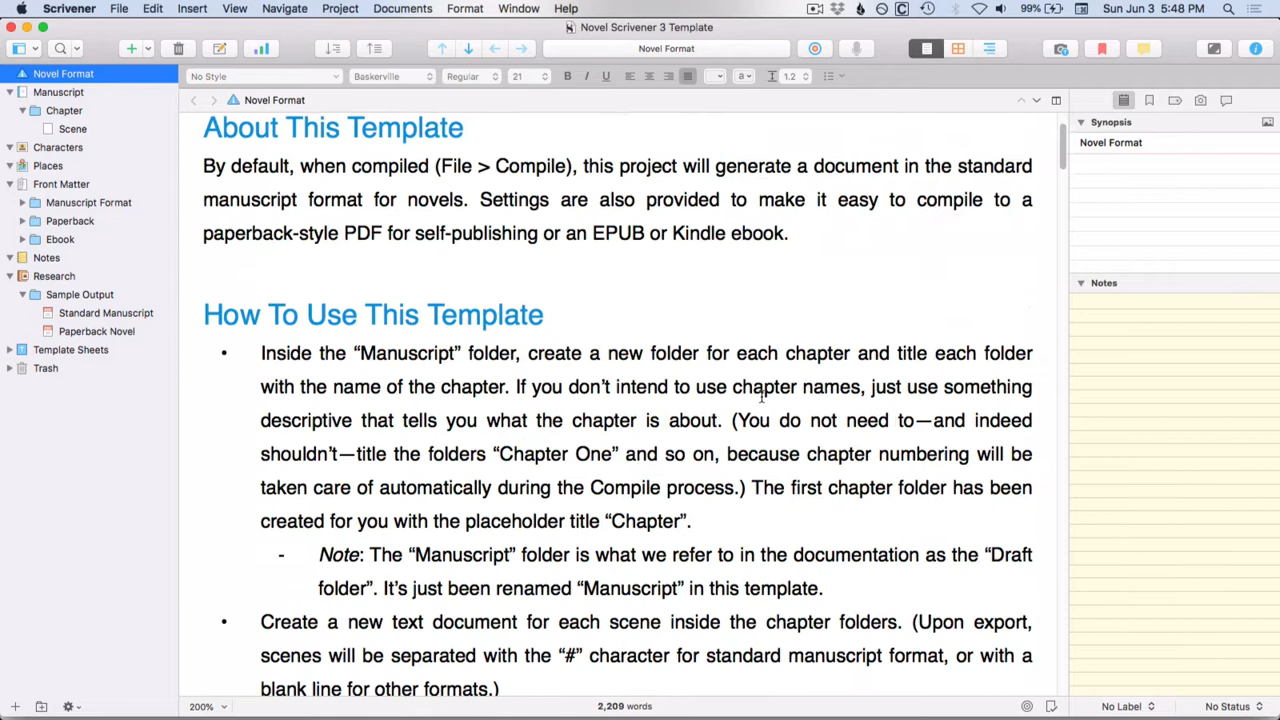 Scrivener File Edit Insert View Navigate Project Documents Format Window Help 99% Sun Jun 3 5:48 PM
Novel Scrivener 3 Template
Novel Format
No Style Baskerville Regular 21 B I U a 1.2
Novel Format
Manuscript
Chapter
Scene
Characters
Places
Front Matter
Manuscript Format
Paperback
Ebook
Notes
Research
Sample Output
Standard Manuscript
Paperback Novel
Template Sheets
Trash
Novel Format
About This Template
By default, when compiled (File > Compile), this project will generate a document in the standard
manuscript format for novels. Settings are also provided to make it easy to compile to a
paperback-style PDF for self-publishing or an EPUB or Kindle ebook.
How To Use This Template
• Inside the “Manuscript” folder, create a new folder for each chapter and title each folder
with the name of the chapter. If you don’t intend to use chapter names, just use something
descriptive that tells you what the chapter is about. (You do not need to—and indeed
shouldn’t—title the folders “Chapter One” and so on, because chapter numbering will be
taken care of automatically during the Compile process.) The first chapter folder has been
created for you with the placeholder title “Chapter”.
- Note: The “Manuscript” folder is what we refer to in the documentation as the “Draft
folder”. It’s just been renamed “Manuscript” in this template.
• Create a new text document for each scene inside the chapter folders. (Upon export,
scenes will be separated with the “#” character for standard manuscript format, or with a
blank line for other formats.)
200% 2,209 words
Synopsis
Novel Format
Notes
No Label No Status